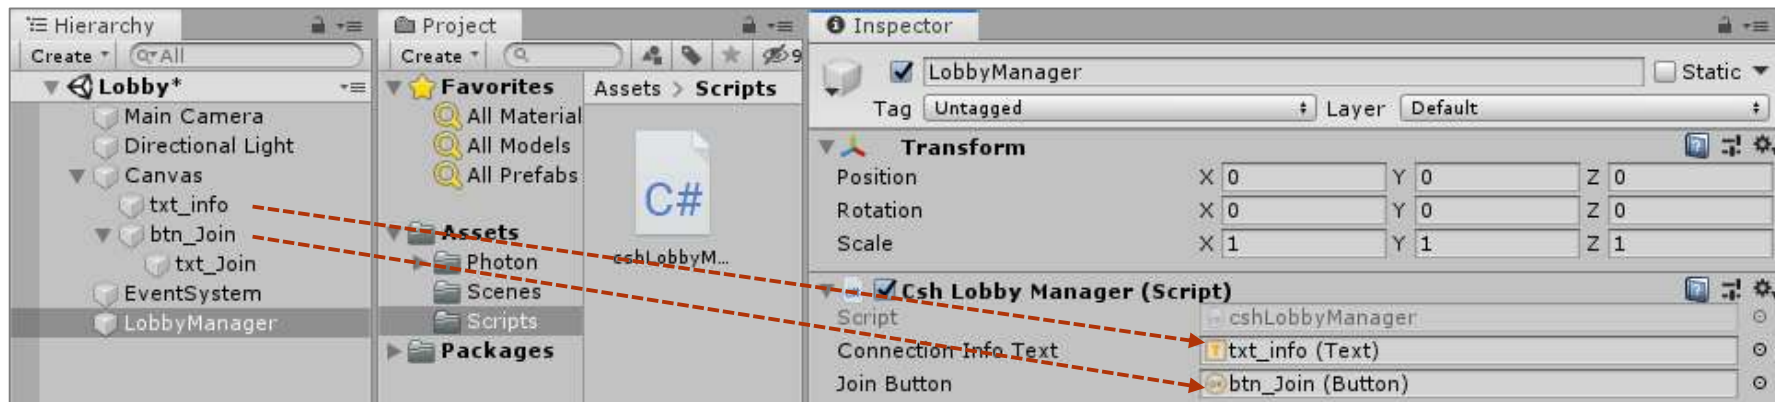 Hierarchy
Create
All
Lobby*
Main Camera
Directional Light
Canvas
txt_info
btn_Join
txt_Join
EventSystem
LobbyManager
Project
Create
9
Favorites
All Material
All Models
All Prefabs
Assets
Photon
Scenes
Scripts
Packages
Assets > Scripts
C#
cshLobbyM...
Inspector
LobbyManager
Static
Tag Untagged Layer Default
Transform
Position X 0 Y 0 Z 0
Rotation X 0 Y 0 Z 0
Scale X 1 Y 1 Z 1
Csh Lobby Manager (Script)
Script cshLobbyManager
Connection Info Text txt_info (Text)
Join Button btn_Join (Button)